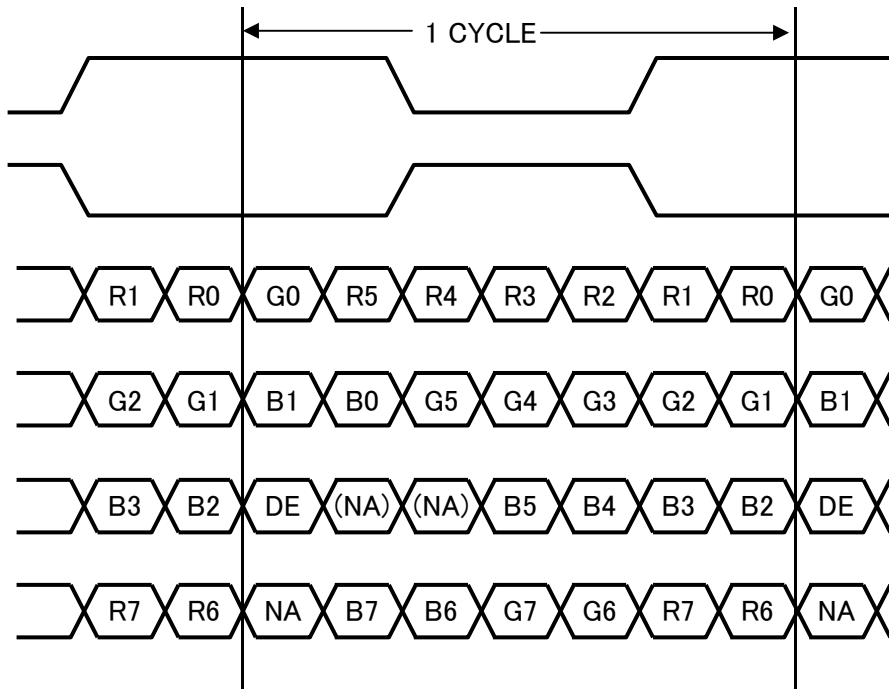 1 CYCLE
R1 R0 G0 R5 R4 R3 R2 R1 R0 G0
G2 G1 B1 B0 G5 G4 G3 G2 G1 B1
B3 B2 DE (NA) (NA) B5 B4 B3 B2 DE
R7 R6 NA B7 B6 G7 G6 R7 R6 NA